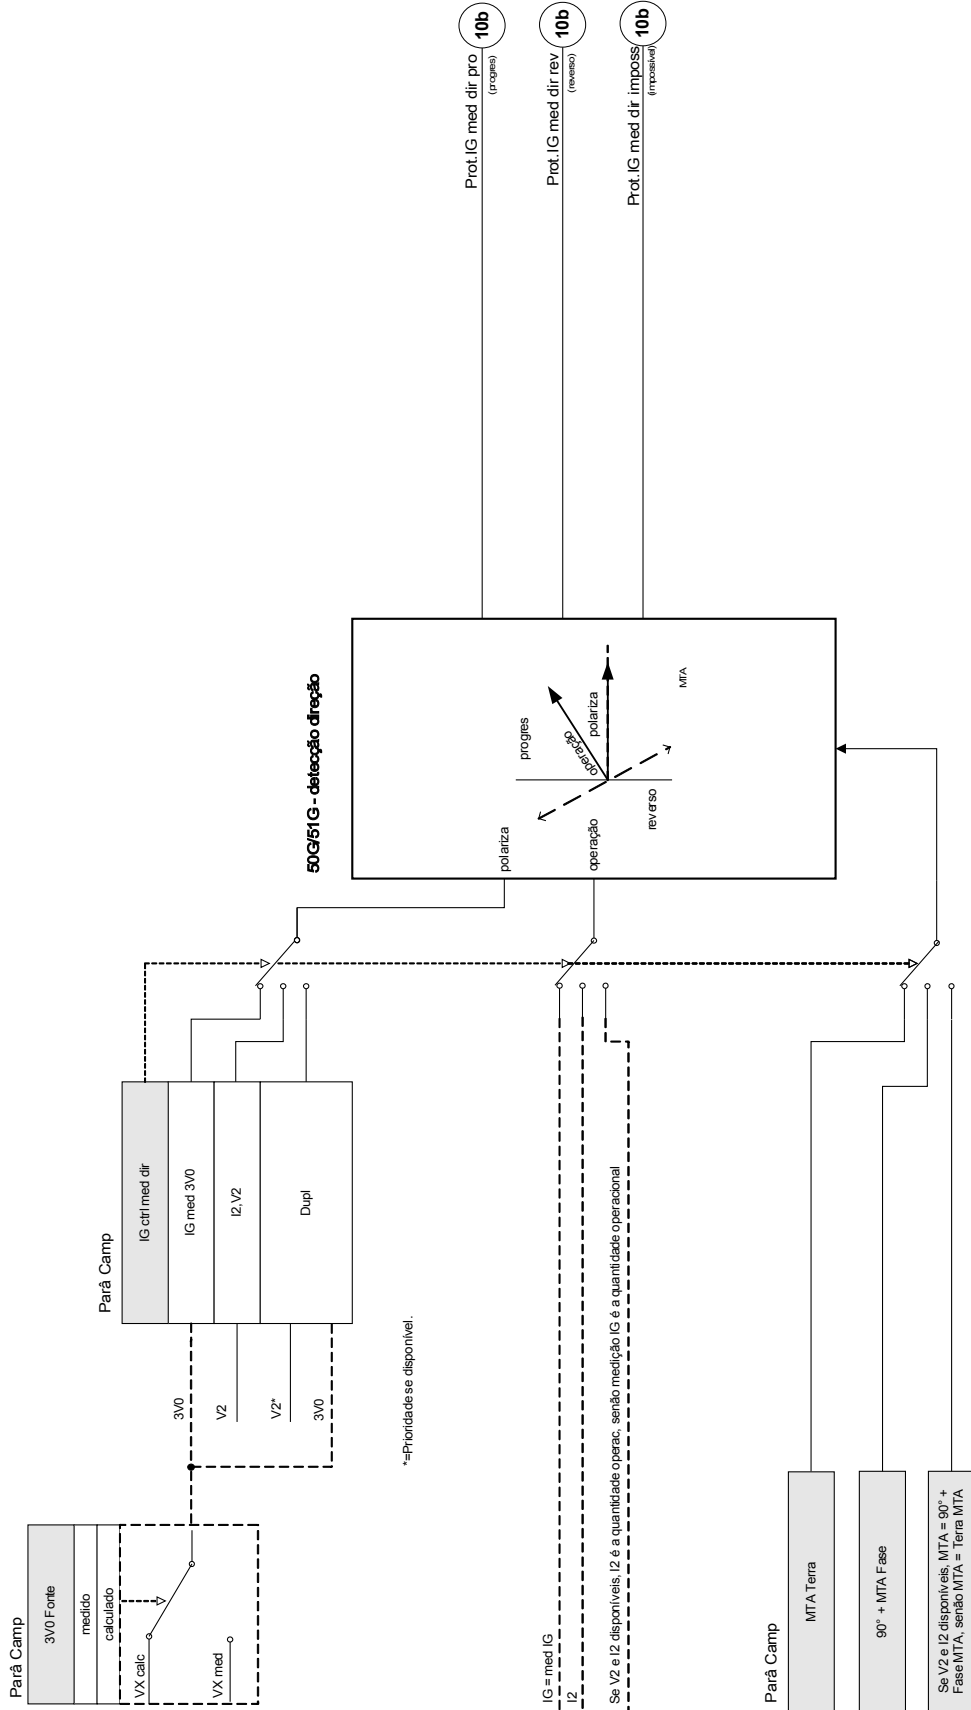 Parâ Camp
3V0 Fonte
medido
calculado
VX calc
VX med
Parâ Camp
IG ctrl med dir
IG med 3V0
I2,V2
Dupl
3V0
V2
V2*
3V0
*=Prioridade se disponível.
IG = med IG
I2
Se V2 e I2 disponíveis, I2 é a quantidade operac, senão medição IG é a quantidade operacional
Parâ Camp
MTA Terra
90° + MTA Fase
Se V2 e I2 disponíveis, MTA = 90° +
Fase MTA, senão MTA = Terra MTA
50G/51G - detecção direção
polariza
operação
progres
operação
polariza
reverso
MTA
Prot.IG med dir pro
(progres)
10b
Prot.IG med dir rev
(reverso)
10b
Prot.IG med dir imposs
(impossível)
10b